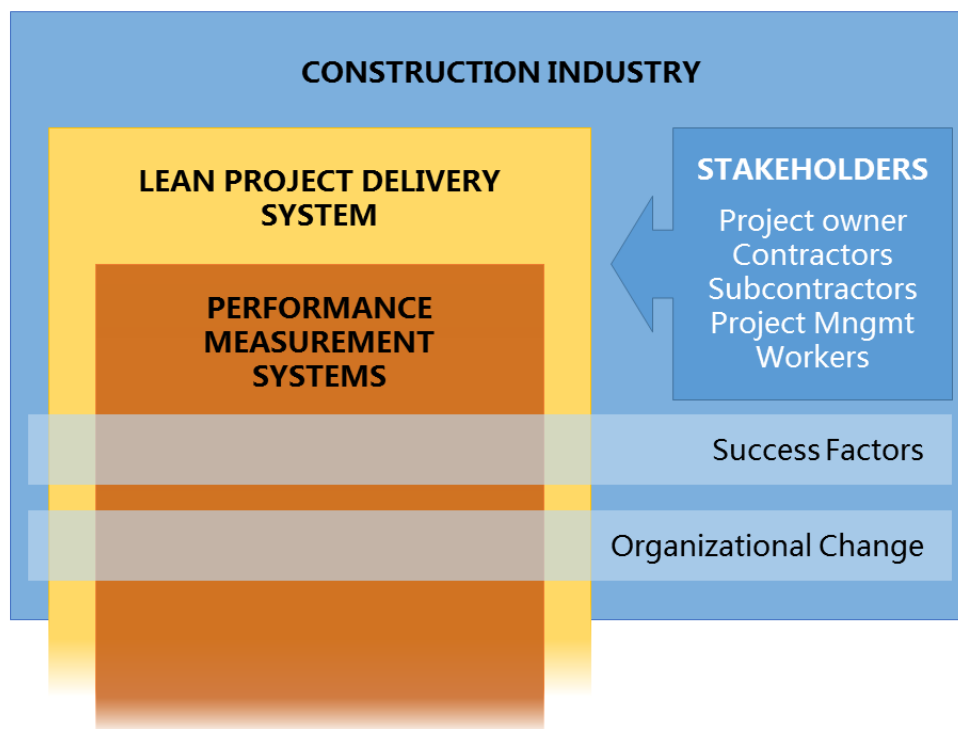 CONSTRUCTION INDUSTRY
LEAN PROJECT DELIVERY
SYSTEM
PERFORMANCE
MEASUREMENT
SYSTEMS
STAKEHOLDERS
Project owner
Contractors
Subcontractors
Project Mngmt
Workers
Success Factors
Organizational Change